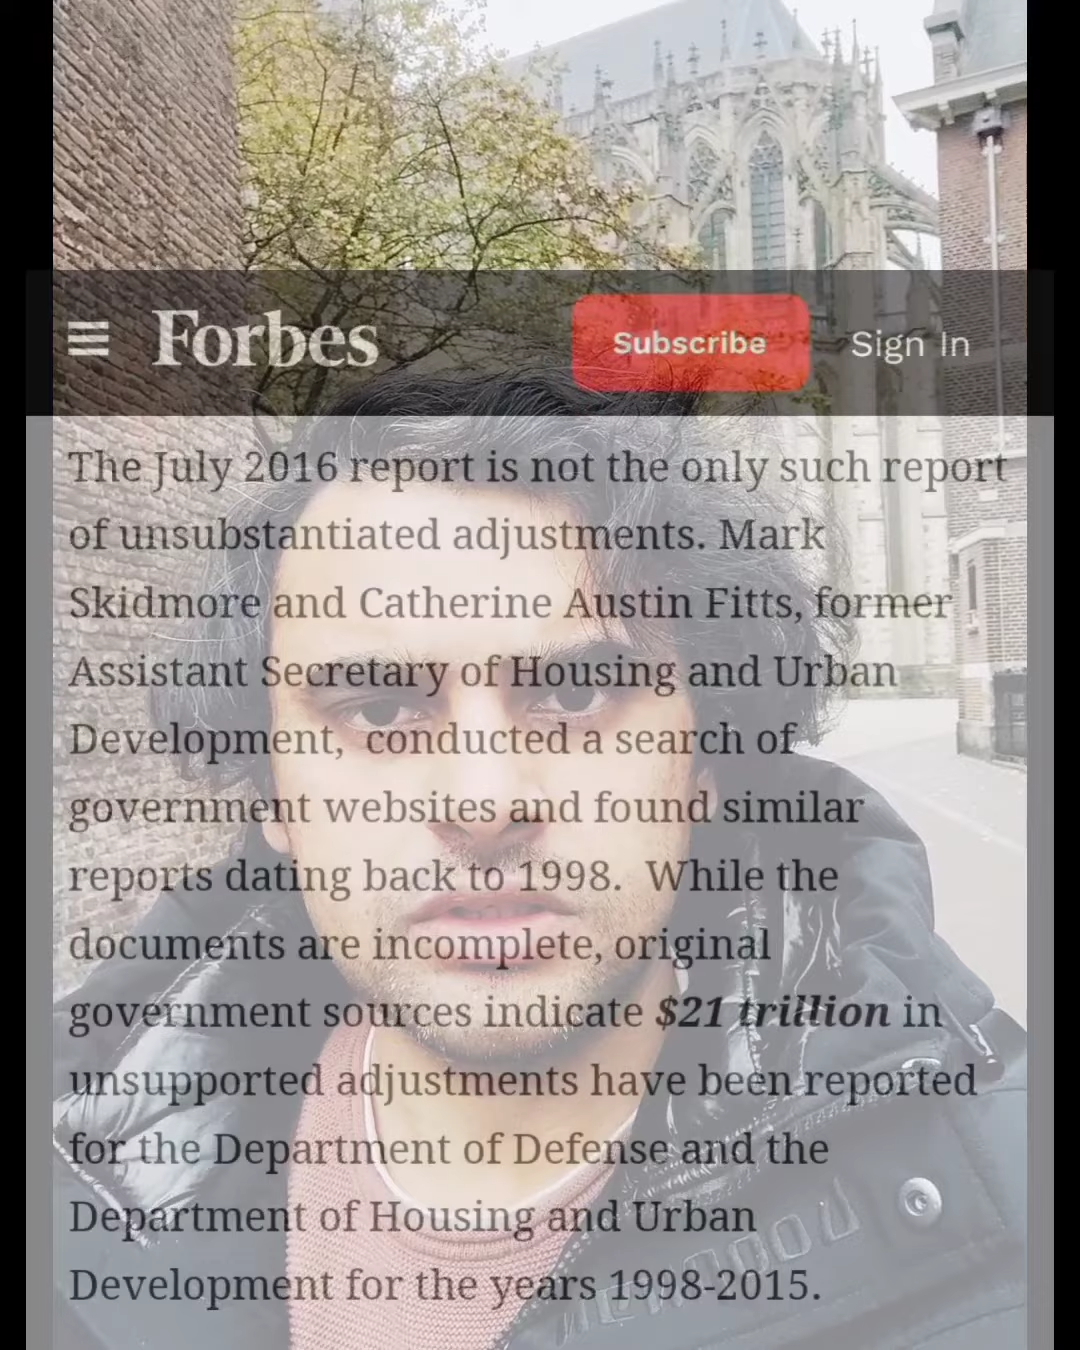 Forbes
Subscribe
Sign In
The July 2016 report is not the only such report
of unsubstantiated adjustments. Mark
Skidmore and Catherine Austin Fitts, former
Assistant Secretary of Housing and Urban
Development,  conducted a search of
government websites and found similar
reports dating back to 1998.  While the
documents are incomplete, original
government sources indicate $21 trillion in
unsupported adjustments have been reported
for the Department of Defense and the
Department of Housing and Urban
Development for the years 1998-2015.